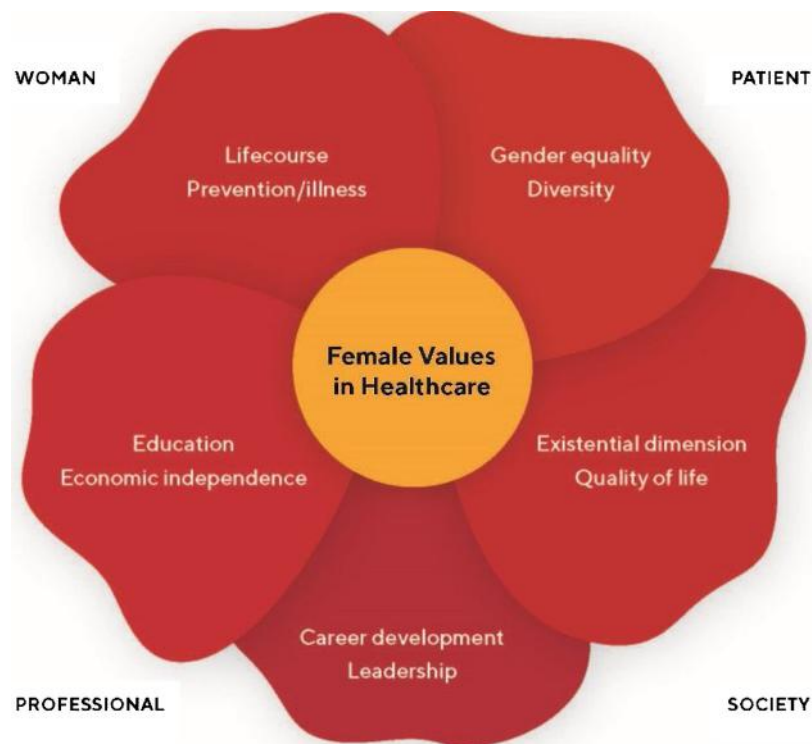 WOMAN
PATIENT
Lifecourse
Prevention/illness
Gender equality
Diversity
Female Values
in Healthcare
Education
Economic independence
Existential dimension
Quality of life
Career development
Leadership
PROFESSIONAL
SOCIETY